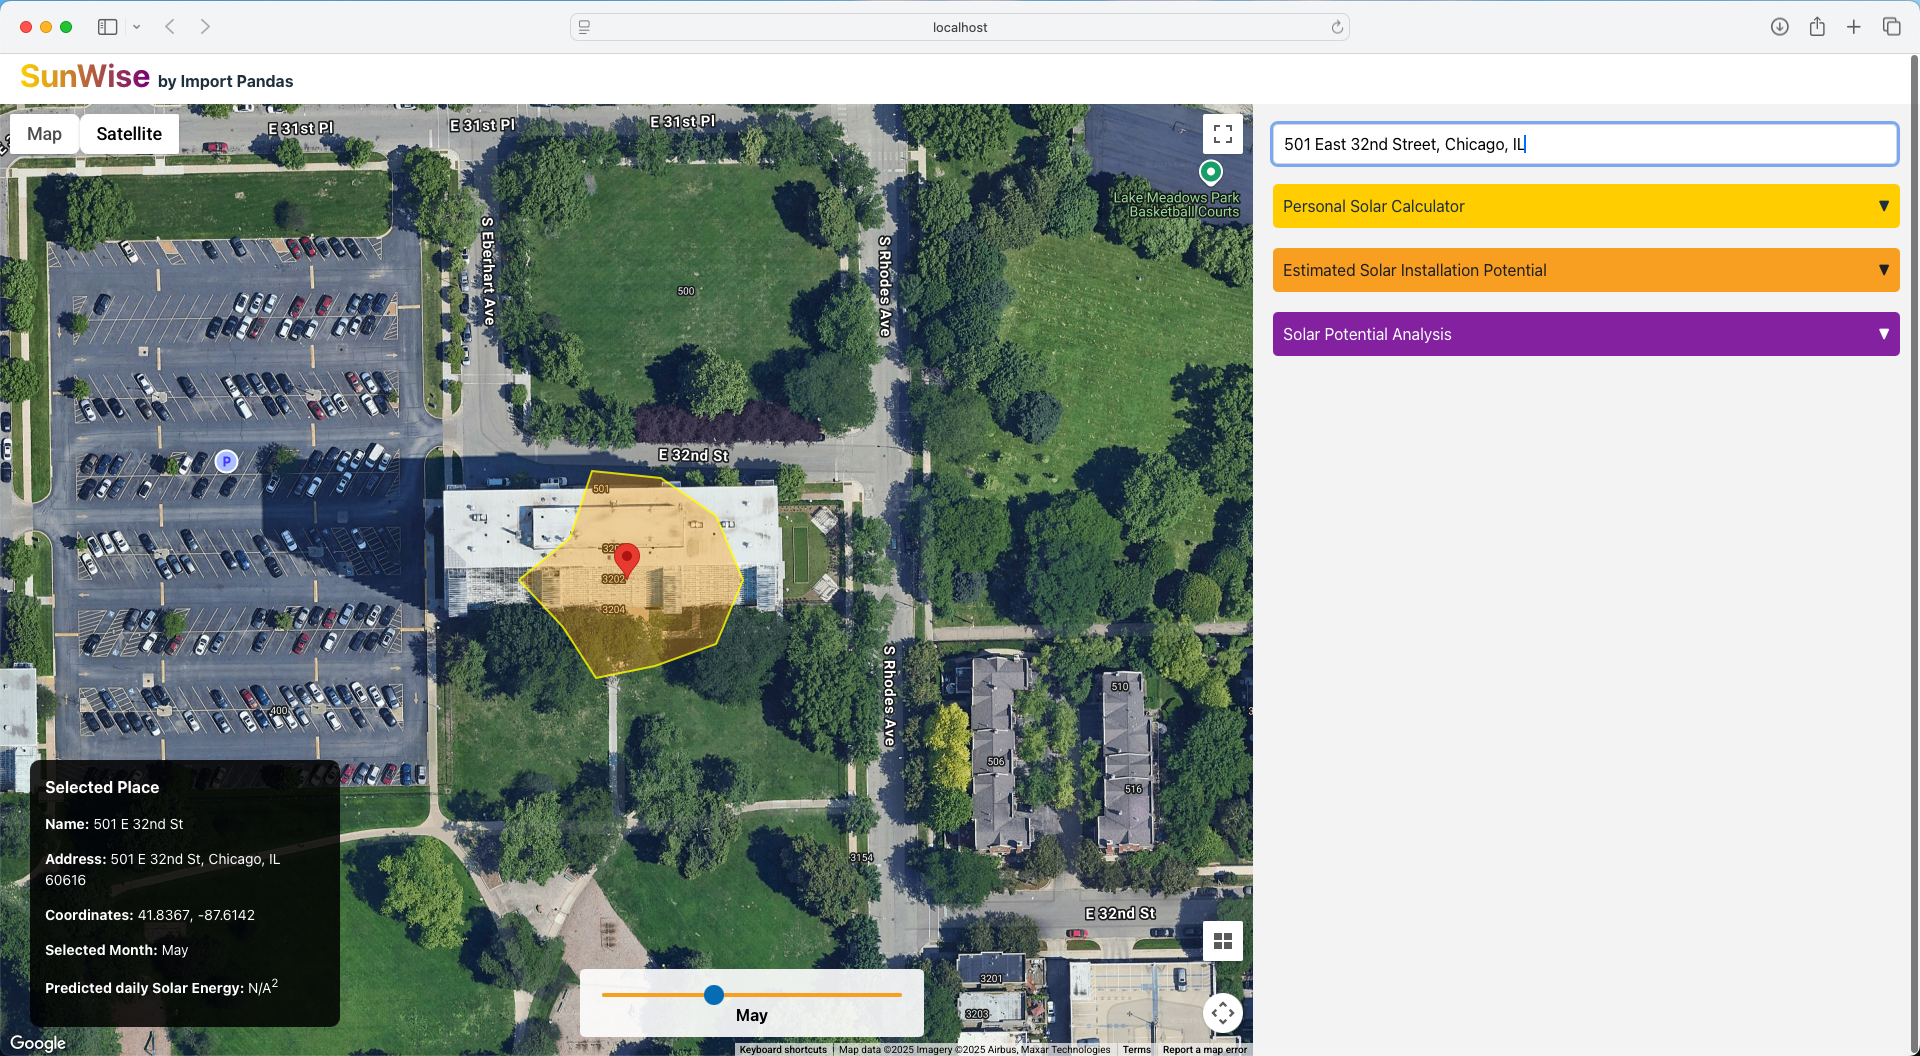 localhost
SunWise by Import Pandas
Map
Satellite
E 31st Pl
E 31st Pl
E 31st Pl
501 East 32nd Street, Chicago, IL
Lake Meadows Park
Basketball Courts
Personal Solar Calculator
S Eberhart Ave
S Rhodes Ave
Estimated Solar Installation Potential
500
Solar Potential Analysis
E 32nd St
P
501
3202
3204
S Rhodes Ave
510
400
506
516
Selected Place
Name: 501 E 32nd St
Address: 501 E 32nd St, Chicago, IL
60616
Coordinates: 41.8367, -87.6142
Selected Month: May
Predicted daily Solar Energy: N/A2
3154
E 32nd St
3201
3203
May
Google
Keyboard shortcuts
Map data ©2025 Imagery ©2025 Airbus, Maxar Technologies
Terms
Report a map error